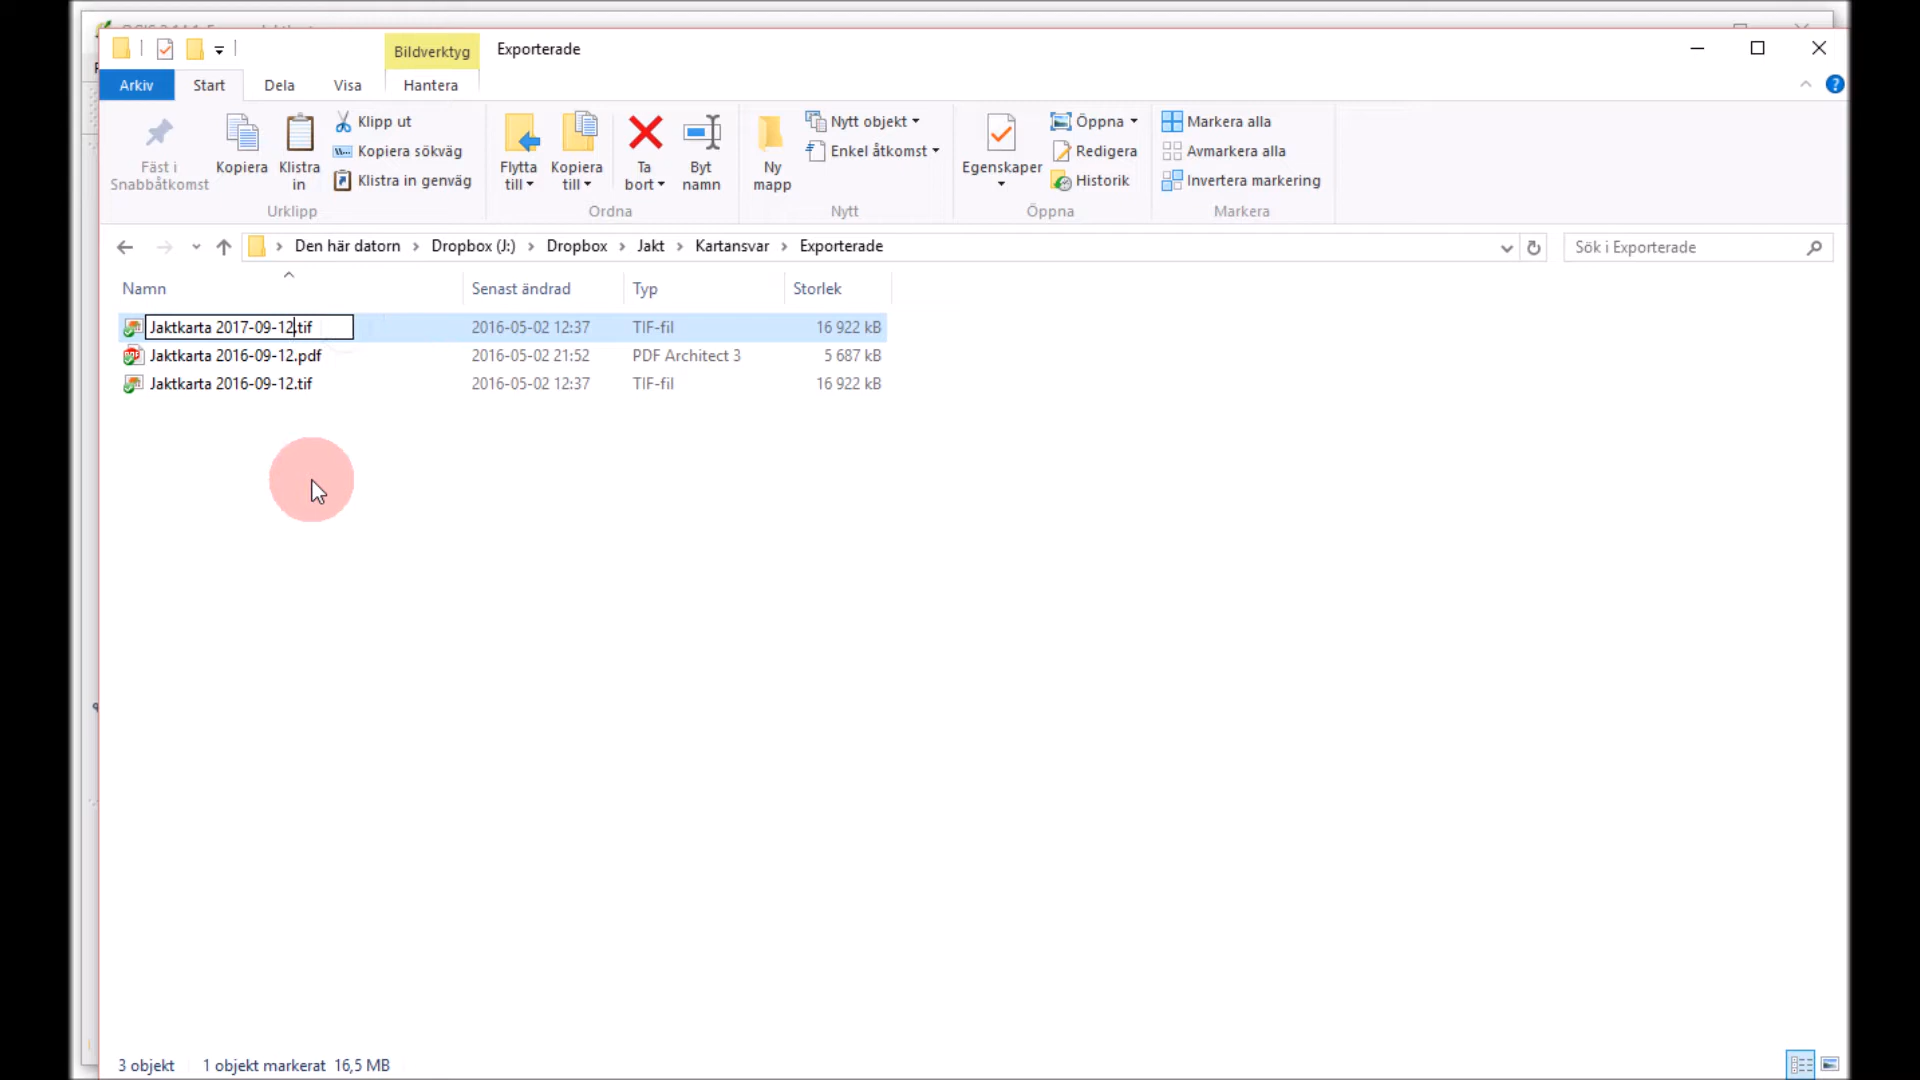 Bildverktyg
Exporterade
Arkiv
Start
Dela
Visa
Hantera
Fäst i
Snabbåtkomst
Kopiera
Klistra
in
Klipp ut
Kopiera sökväg
Klistra in genväg
Urklipp
Flytta
till
Kopiera
till
Ta
bort
Byt
namn
Ordna
Ny
mapp
Nytt objekt
Enkel åtkomst
Nytt
Egenskaper
Öppna
Redigera
Historik
Öppna
Markera alla
Avmarkera alla
Invertera markering
Markera
Den här datorn
Dropbox (J:)
Dropbox
Jakt
Kartansvar
Exporterade
Sök i Exporterade
Namn
Senast ändrad
Typ
Storlek
Jaktkarta 2017-09-12.tif
2016-05-02 12:37
TIF-fil
16 922 kB
Jaktkarta 2016-09-12.pdf
2016-05-02 21:52
PDF Architect 3
5 687 kB
Jaktkarta 2016-09-12.tif
2016-05-02 12:37
TIF-fil
16 922 kB
3 objekt
1 objekt markerat 16,5 MB